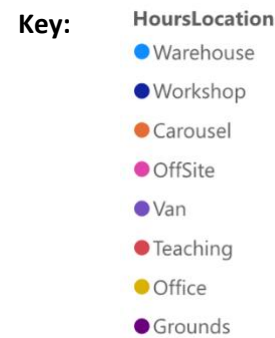 Key:
HoursLocation
Warehouse
Workshop
Carousel
OffSite
Van
Teaching
Office
Grounds